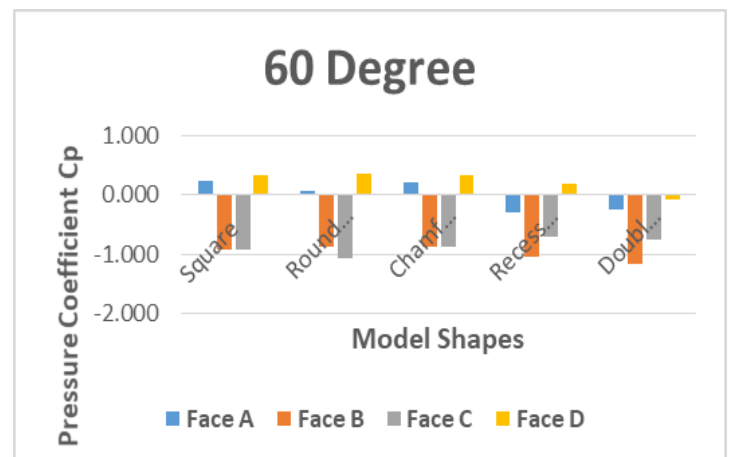 60 Degree
Pressure Coefficient Cp
1.000
0.000
-1.000
-2.000
Square
Round...
Chamf...
Recess...
Doubl...
Model Shapes
Face A Face B Face C Face D